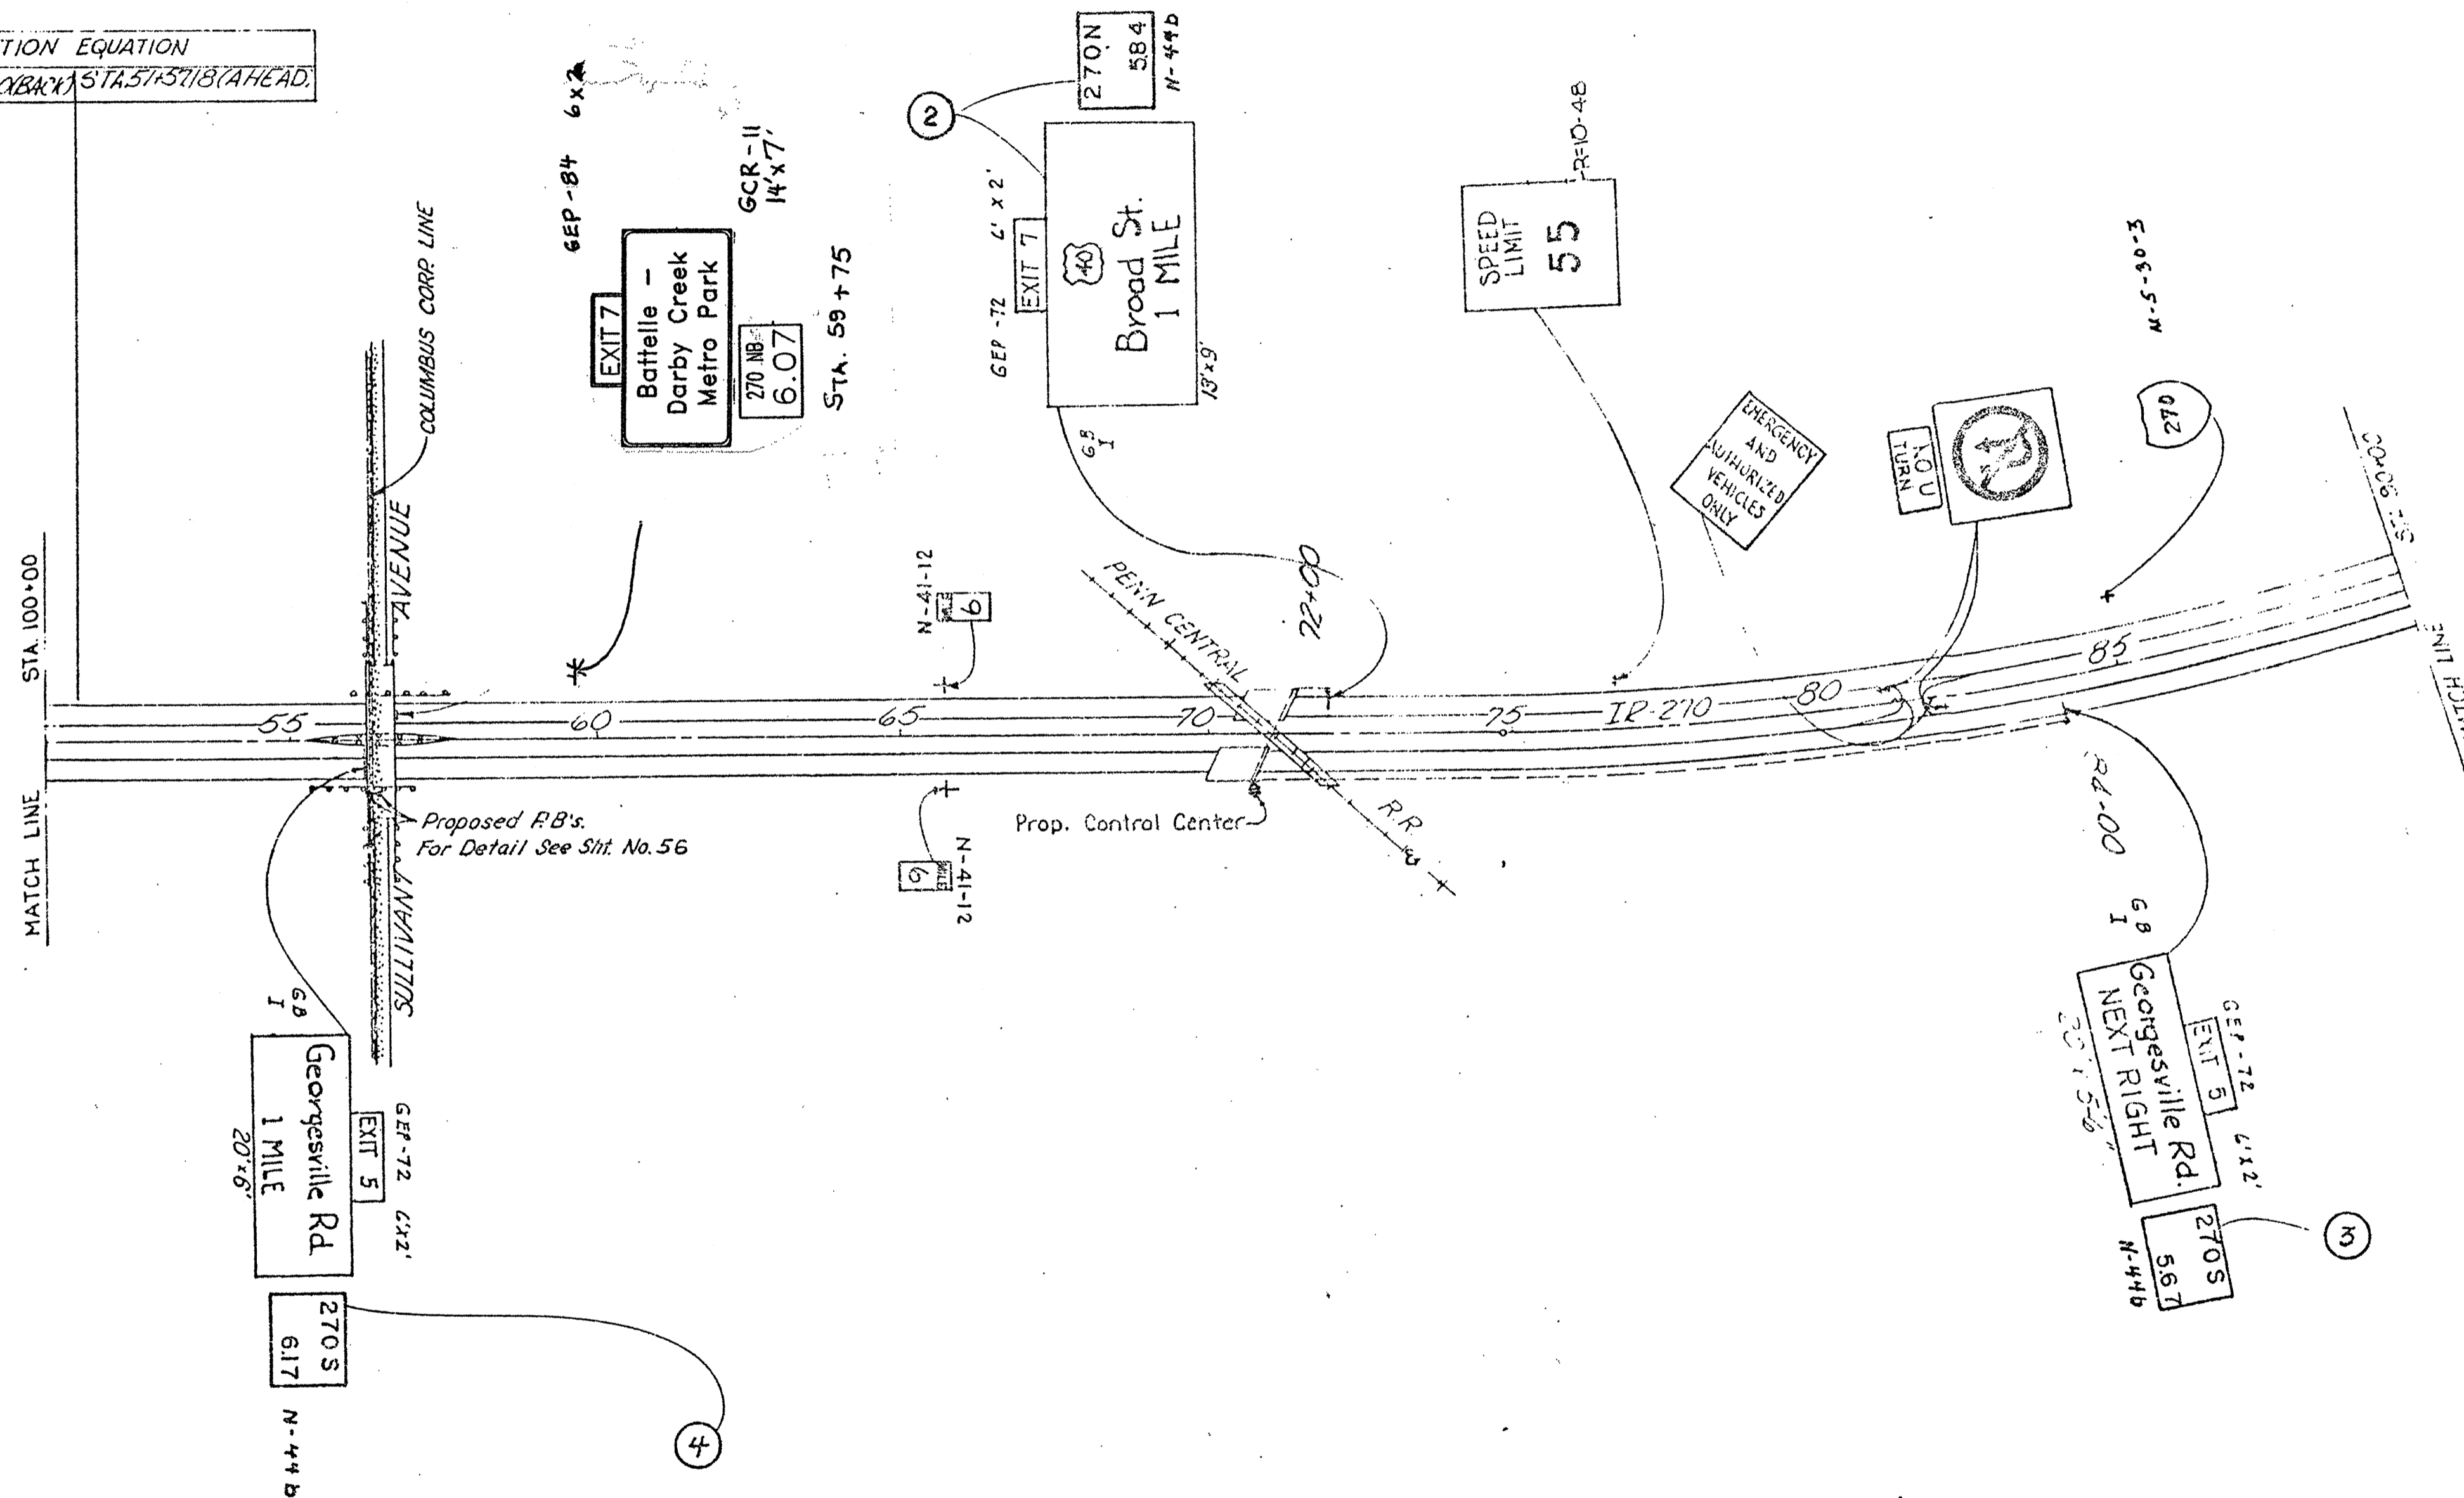 TION EQUATION
(BACK) STA.51+57.18(AHEAD.
STA. 100+00
MATCH LINE
COLUMBUS CORP. LINE
AVENUE
SULLIVANT
GEP-84 6x2
EXIT 7
Battelle -
Darby Creek
Metro Park
GCR-11
14'x7'
270 NB
6.07
STA. 59+75
2
270N
5.84
N-44b
GEP-72 6'x2'
EXIT 7
40
Broad St.
1 MILE
13'x9'
GB
I
SPEED
LIMIT
55
R-10-48
EMERGENCY
AND
AUTHORIZED
VEHICLES
ONLY
NO U
TURN
270
M-5-30-3
N-41-12
MILE
6
PENN CENTRAL
R.R.
72+00
55
60
65
70
75
IR-270
80
85
MATCH LINE
Proposed P.B's.
For Detail See Sht. No. 56
MILE
6
N-41-12
Prop. Control Center
84+00
GB
I
Georgesville Rd
1 MILE
20'x6'
EXIT 5
GEP-72 6'x2'
270S
6.17
N-44b
4
GB
I
Georgesville Rd.
NEXT RIGHT
EXIT 5
GEP-72 6'x2'
270S
5.67
N-44b
3